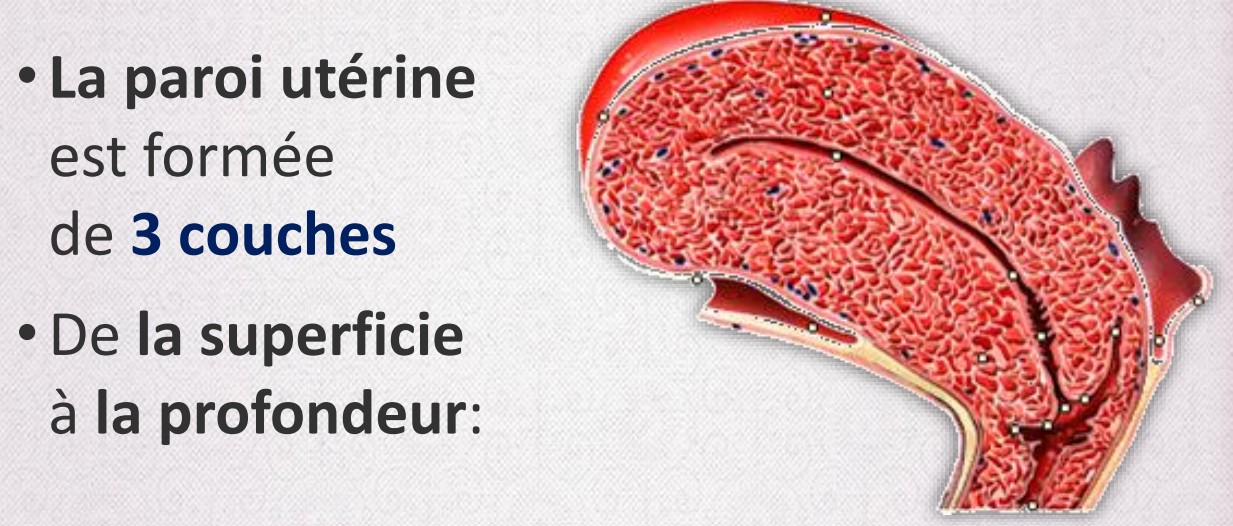 • La paroi utérine
est formée
de 3 couches
• De la superficie
à la profondeur: